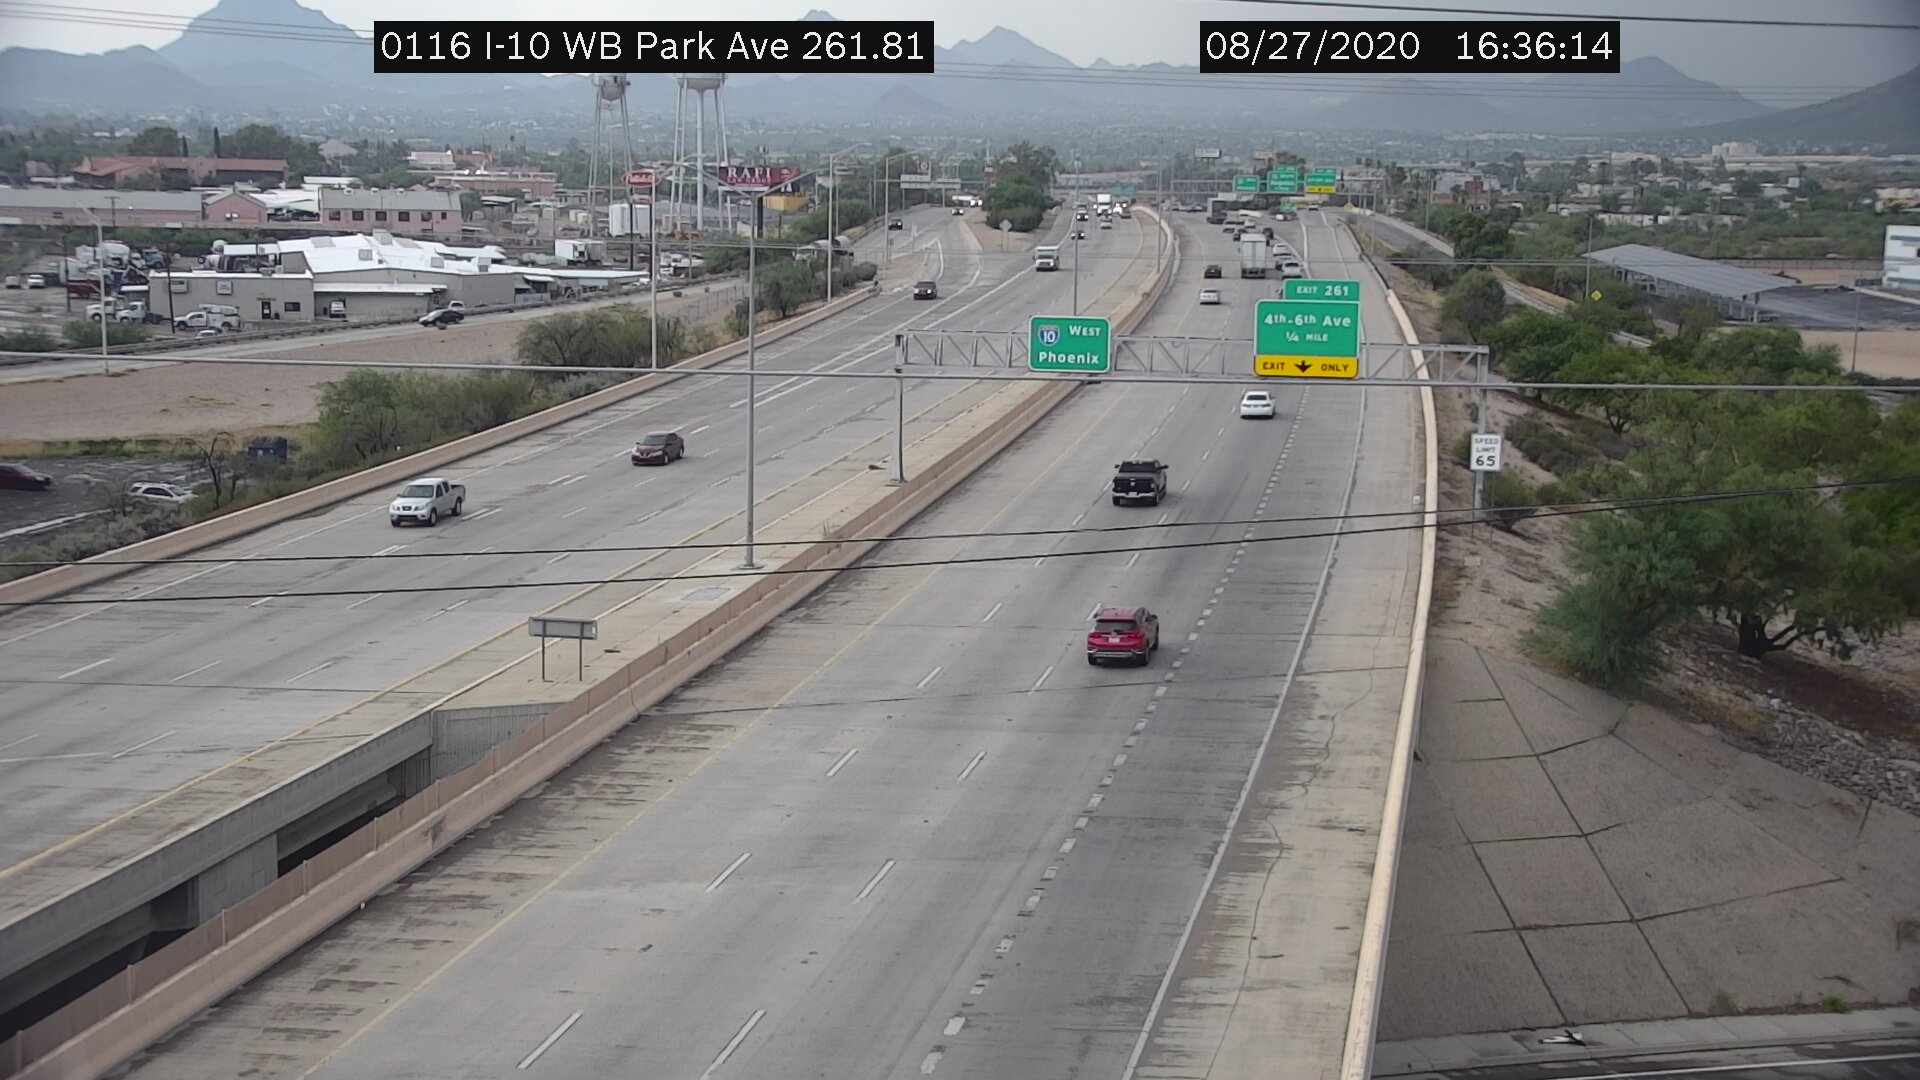 0116 I-10 WB Park Ave 261.81
08/27/2020 16:36:14
RAFI
EXIT 261
4th-6th Ave
1/4 MILE
EXIT ONLY
10 WEST
Phoenix
SPEED
LIMIT
65